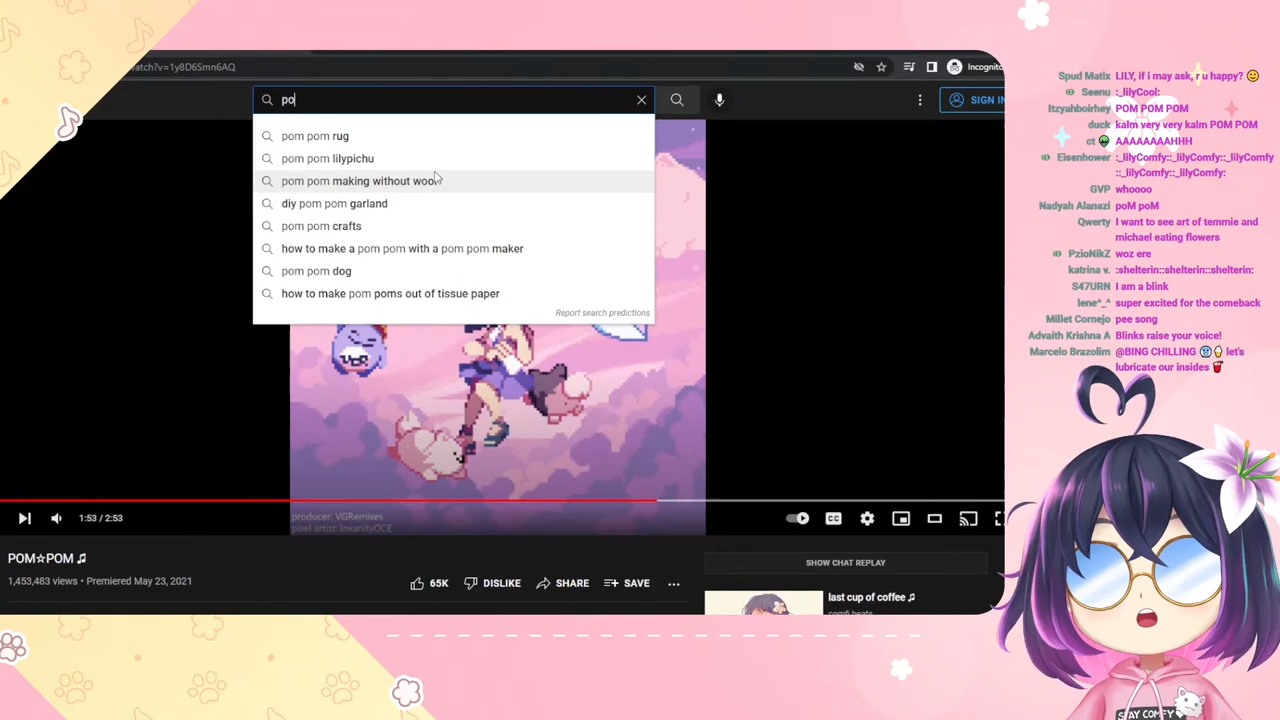 atch?v=1y8D6Smn6AQ
Incognito
po
SIGN IN
pom pom rug
pom pom lilypichu
pom pom making without wool
diy pom pom garland
pom pom crafts
how to make a pom pom with a pom pom maker
pom pom dog
how to make pom poms out of tissue paper
Report search predictions
producer: VGRemixes
pixel artist: InxanityOCE
1:53 / 2:53
CC
POM☆POM ♫
1,453,483 views • Premiered May 23, 2021
65K
DISLIKE
SHARE
SAVE
SHOW CHAT REPLAY
last cup of coffee ♫
comfi beats
Spud Matix LILY, if i may ask, r u happy? 🙂
Seenu :_lilyCool:
Itzyahboirhey POM POM POM
duck kalm very very kalm POM POM
ct AAAAAAAAHHH
Eisenhower :_lilyComfy::_lilyComfy::_lilyComfy
::_lilyComfy::_lilyComfy:
GVP whoooo
Nadyah Alanazi poM poM
Qwerty I want to see art of temmie and
michael eating flowers
PzioNikZ woz ere
katrina v. :shelterin::shelterin::shelterin:
S47URN I am a blink
lene^_^ super excited for the comeback
Millet Cornejo pee song
Advaith Krishna A Blinks raise your voice!
Marcelo Brazolim @BING CHILLING 🥶🍦 let's
lubricate our insides 🧃
STAY COMFY